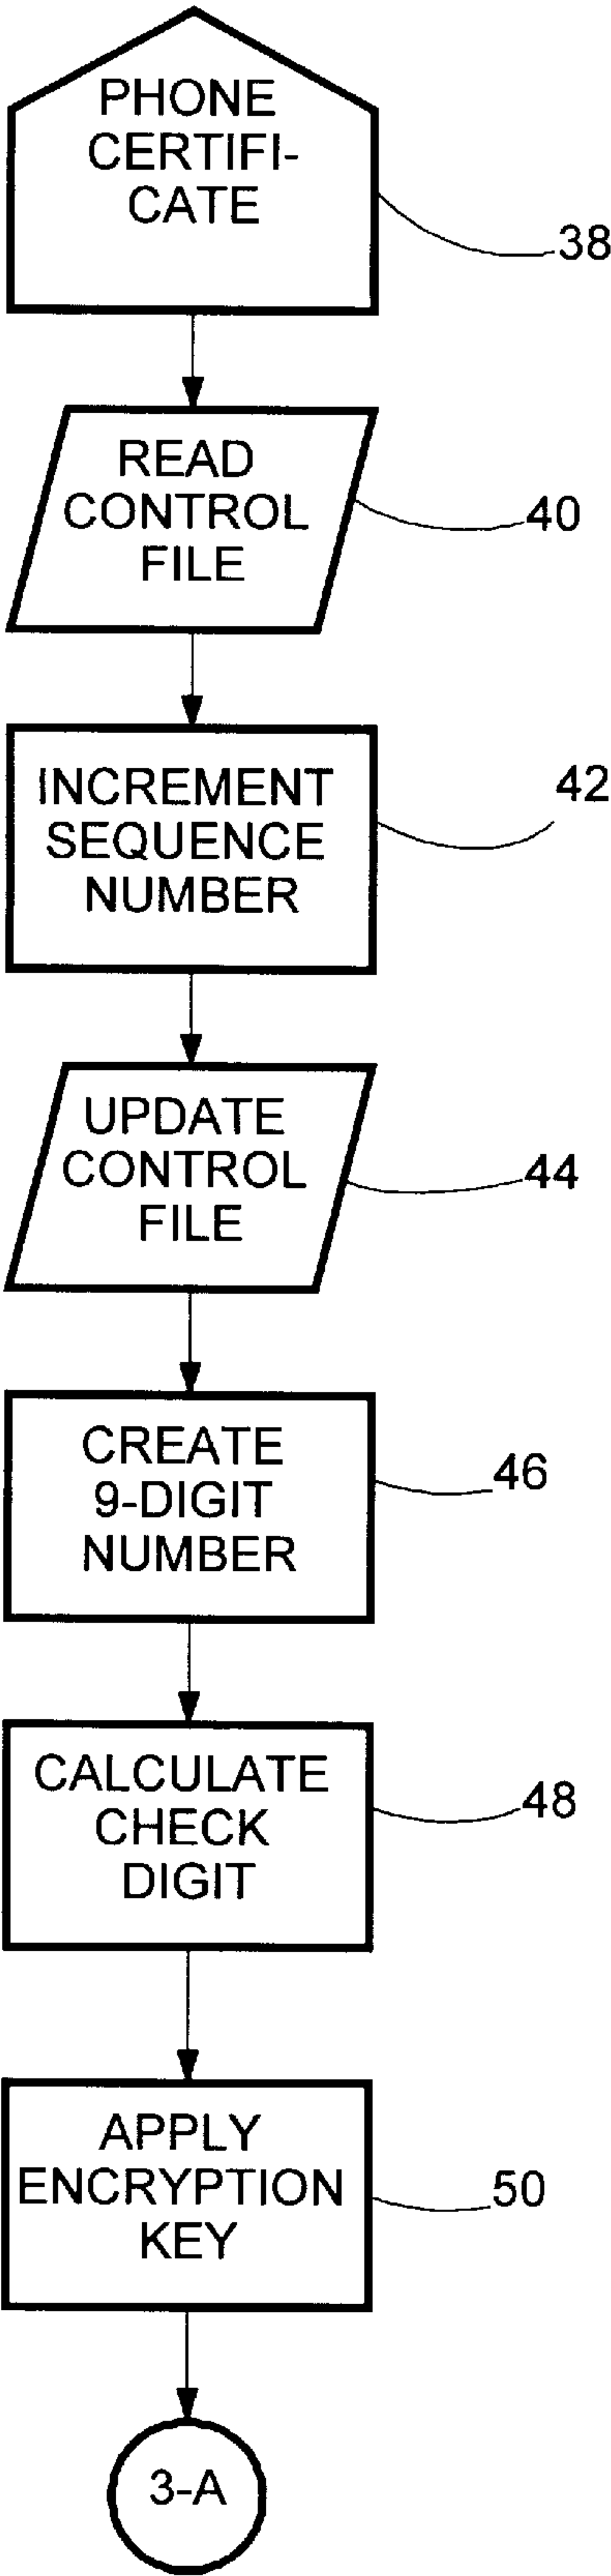 PHONE
CERTIFI-
CATE
38
READ
CONTROL
FILE
40
INCREMENT
SEQUENCE
NUMBER
42
UPDATE
CONTROL
FILE
44
CREATE
9-DIGIT
NUMBER
46
CALCULATE
CHECK
DIGIT
48
APPLY
ENCRYPTION
KEY
50
3-A